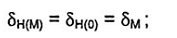 δH(M) = δH(0) = δM ;